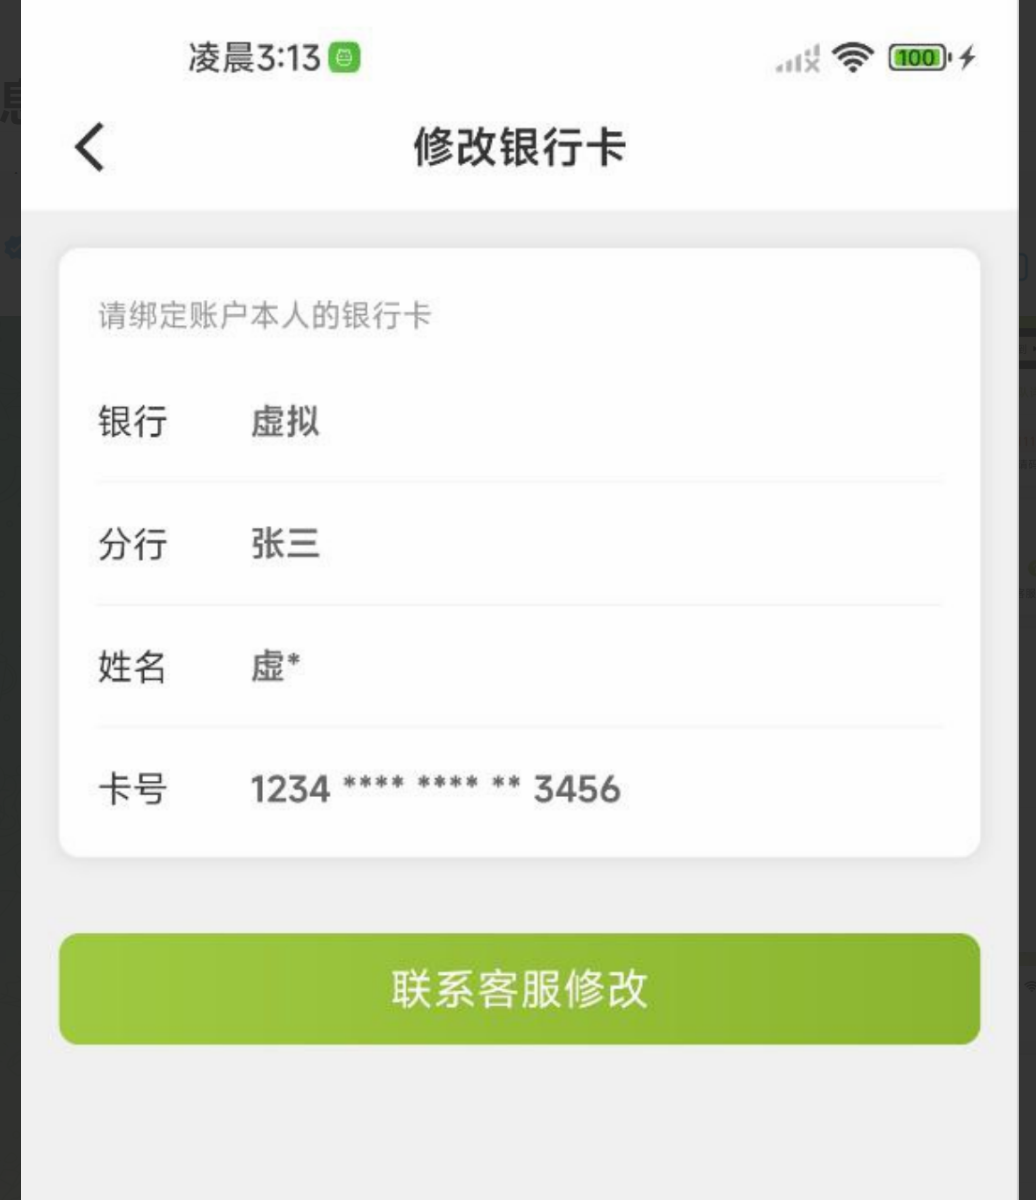 凌晨3:13 100
修改银行卡
请绑定账户本人的银行卡
银行 虚拟
分行 张三
姓名 虚*
卡号 1234 **** **** ** 3456
联系客服修改